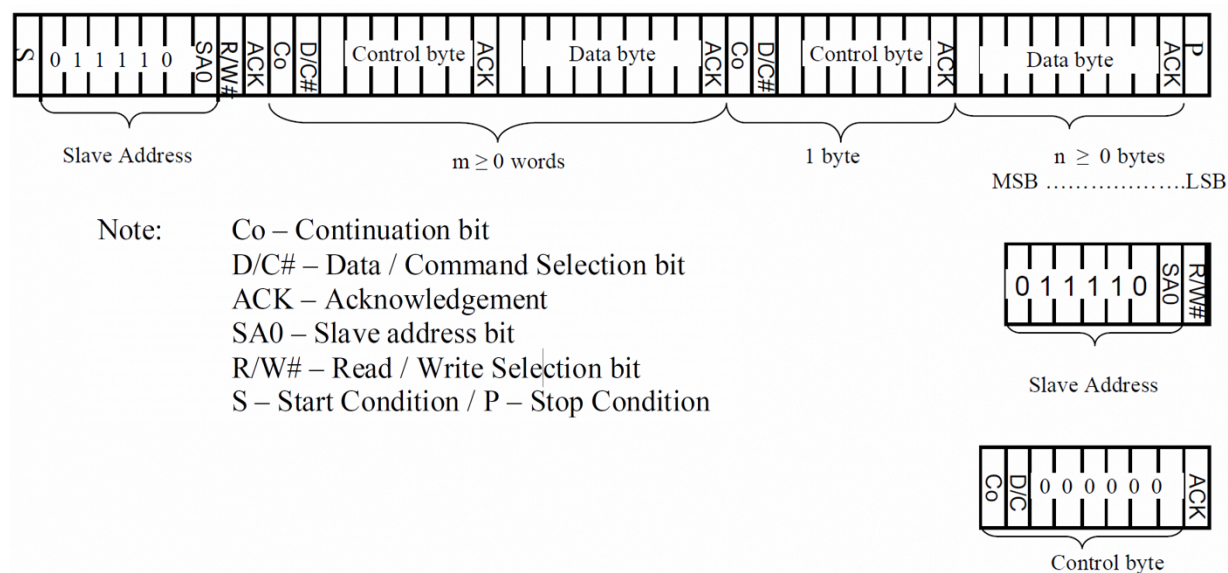 S 0 1 1 1 1 0 SA0 R/W# ACK Co D/C# Control byte ACK Data byte ACK Co D/C# Control byte ACK Data byte ACK P
Slave Address
m ≥ 0 words
1 byte
n ≥ 0 bytes
MSB ………………….LSB
Note:
Co – Continuation bit
D/C# – Data / Command Selection bit
ACK – Acknowledgement
SA0 – Slave address bit
R/W# – Read / Write Selection bit
S – Start Condition / P – Stop Condition
0 1 1 1 1 0 SA0 R/W#
Slave Address
Co D/C 0 0 0 0 0 0 ACK
Control byte